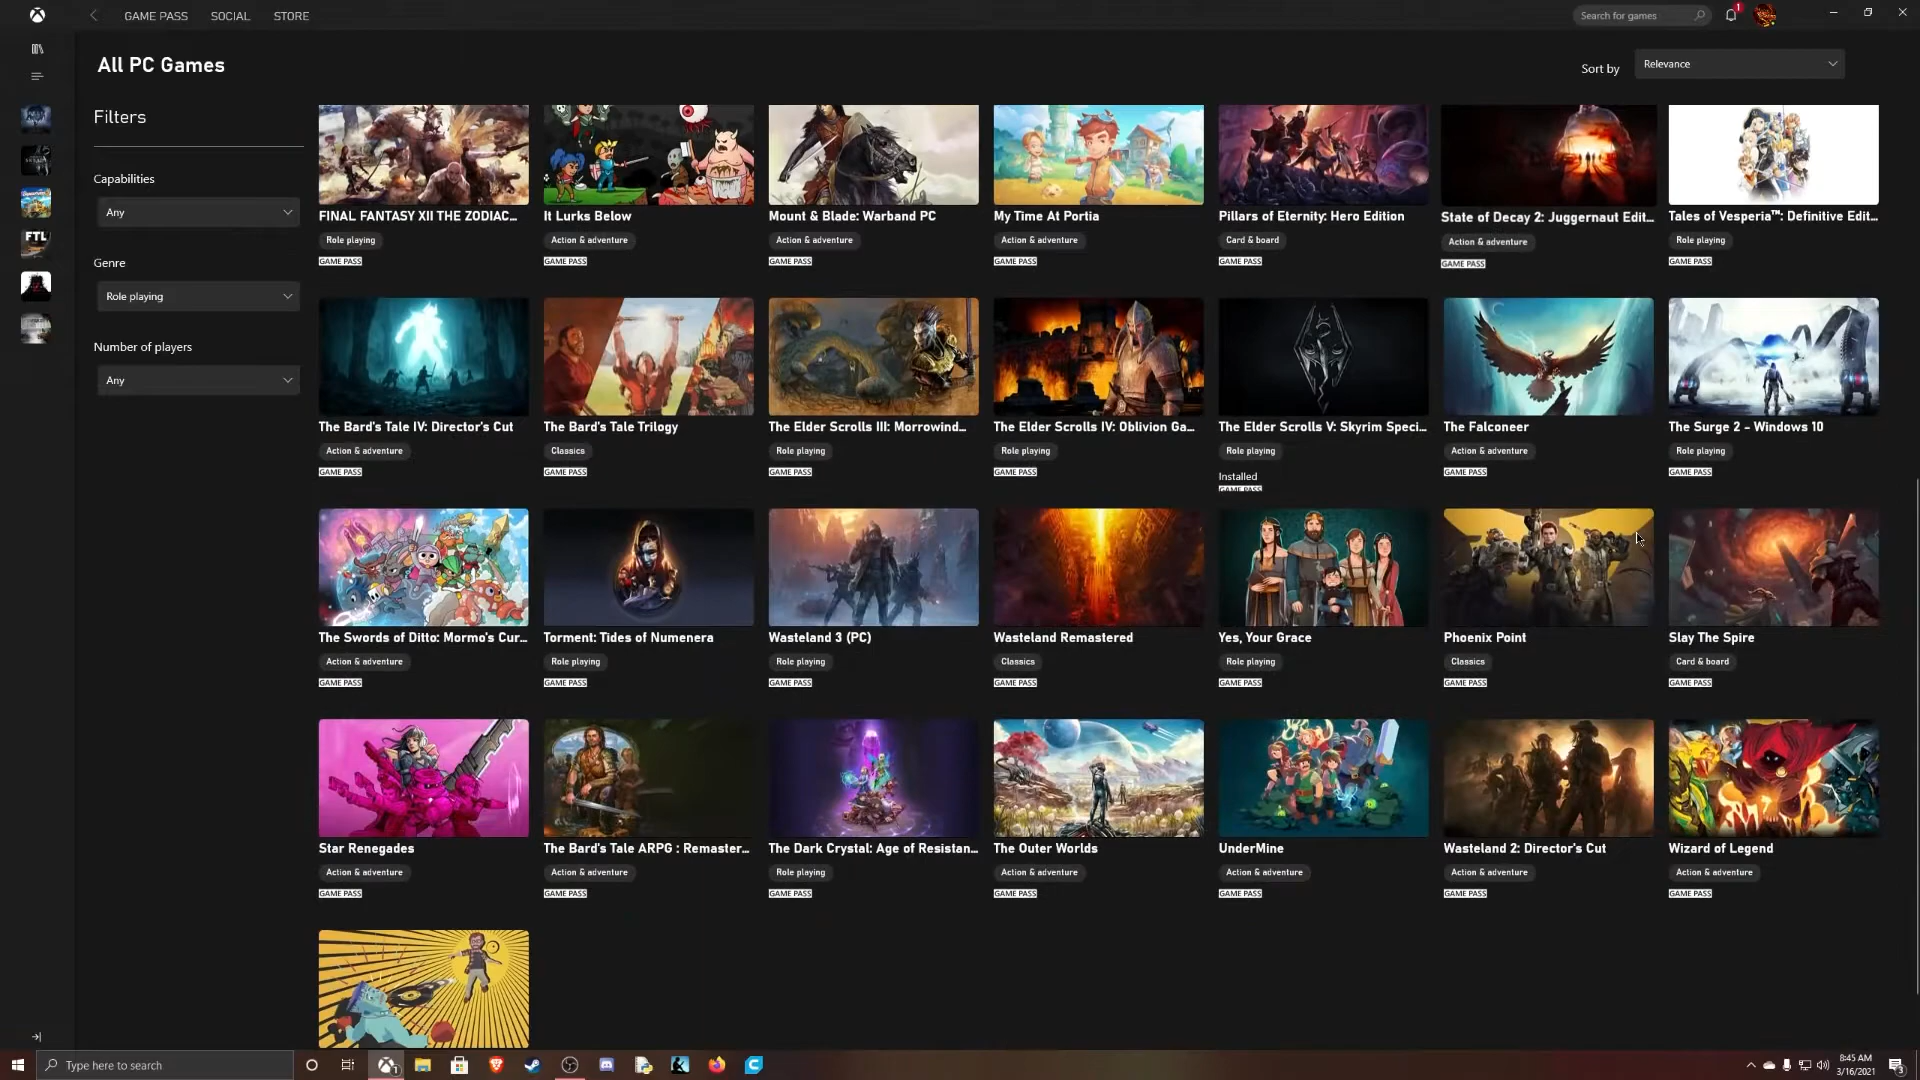 GAME PASS
SOCIAL
STORE
Search for games
1
All PC Games
Sort by
Relevance
Filters
Capabilities
Any
Genre
Role playing
Number of players
Any
FTL
FINAL FANTASY XII THE ZODIAC...
Role playing
GAME PASS
It Lurks Below
Action & adventure
GAME PASS
Mount & Blade: Warband PC
Action & adventure
GAME PASS
My Time At Portia
Action & adventure
GAME PASS
Pillars of Eternity: Hero Edition
Card & board
GAME PASS
State of Decay 2: Juggernaut Edit...
Action & adventure
GAME PASS
Tales of Vesperia™: Definitive Edit...
Role playing
GAME PASS
The Bard's Tale IV: Director's Cut
Action & adventure
GAME PASS
The Bard's Tale Trilogy
Classics
GAME PASS
The Elder Scrolls III: Morrowind...
Role playing
GAME PASS
The Elder Scrolls IV: Oblivion Ga...
Role playing
GAME PASS
The Elder Scrolls V: Skyrim Speci...
Role playing
Installed
GAME PASS
The Falconeer
Action & adventure
GAME PASS
The Surge 2 - Windows 10
Role playing
GAME PASS
The Swords of Ditto: Mormo's Cur...
Action & adventure
GAME PASS
Torment: Tides of Numenera
Role playing
GAME PASS
Wasteland 3 (PC)
Role playing
GAME PASS
Wasteland Remastered
Classics
GAME PASS
Yes, Your Grace
Role playing
GAME PASS
Phoenix Point
Classics
GAME PASS
Slay The Spire
Card & board
GAME PASS
Star Renegades
Action & adventure
GAME PASS
The Bard's Tale ARPG : Remaster...
Action & adventure
GAME PASS
The Dark Crystal: Age of Resistan...
Role playing
GAME PASS
The Outer Worlds
Action & adventure
GAME PASS
UnderMine
Action & adventure
GAME PASS
Wasteland 2: Director's Cut
Action & adventure
GAME PASS
Wizard of Legend
Action & adventure
GAME PASS
Type here to search
8:45 AM
3/16/2021